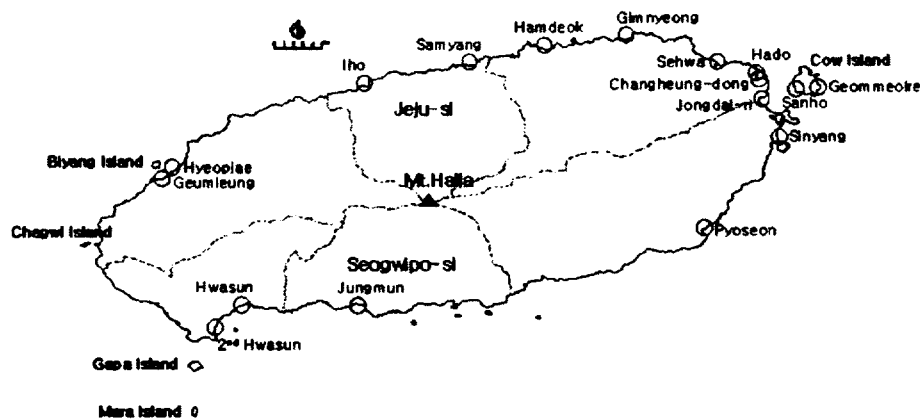 Gimnyeong
Hamdeok
Samyang
Sehwa
Hado
Cow Island
Iho
Changheung-dong
Geommeolre
Jeju-si
Jongdal-ri
Sanho
Sinyang
Biyang Island
Hyeopjae
Geumleung
Mt.Halla
Chagwi Island
Pyoseon
Seogwipo-si
Hwasun
Jungmun
2nd Hwasun
Gapa Island
Mara Island